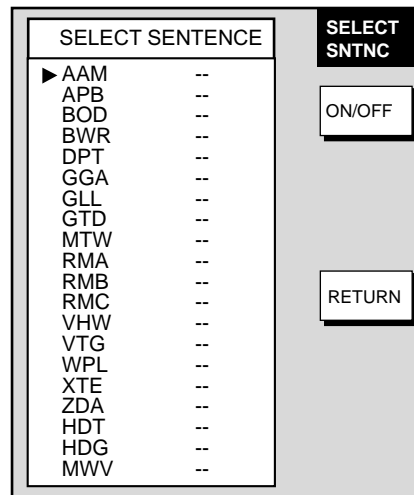 SELECT SENTENCE
▶ AAM --
APB --
BOD --
BWR --
DPT --
GGA --
GLL --
GTD --
MTW --
RMA --
RMB --
RMC --
VHW --
VTG --
WPL --
XTE --
ZDA --
HDT --
HDG --
MWV --
SELECT
SNTNC
ON/OFF
RETURN